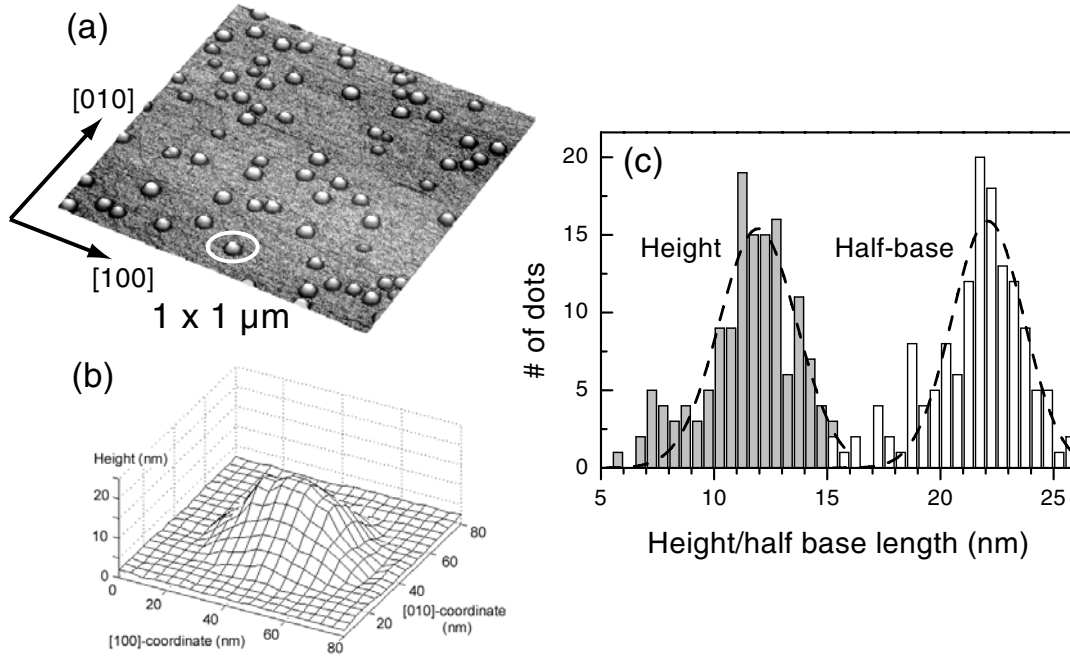 (a)
[010]
[100]
1 x 1 µm
(b)
Height (nm)
20
10
0
0
20
40
60
80
[100]-coordinate (nm)
20
40
60
80
[010]-coordinate
(nm)
(c)
20
15
10
5
0
# of dots
Height
Half-base
5
10
15
20
25
Height/half base length (nm)